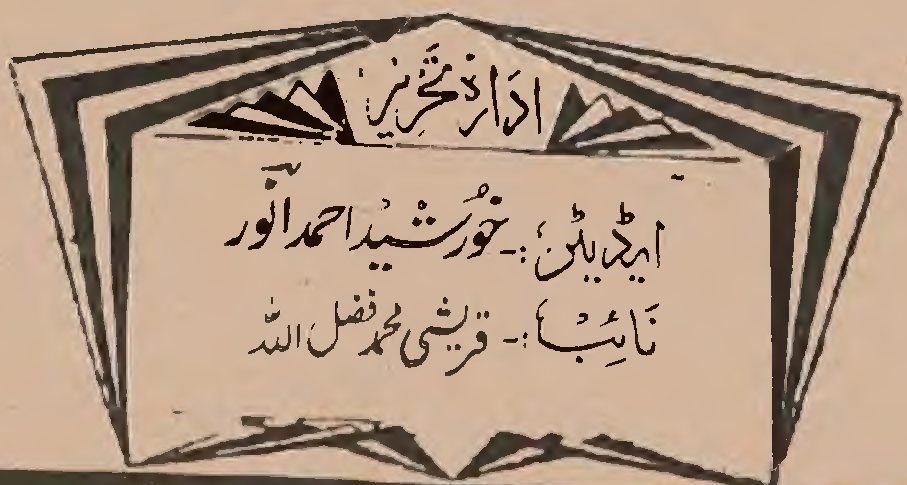 ادارۂ تحریر
ایڈیٹر:- خورشید احمد انور
نائب:- قریشی محمد فضل اللہ